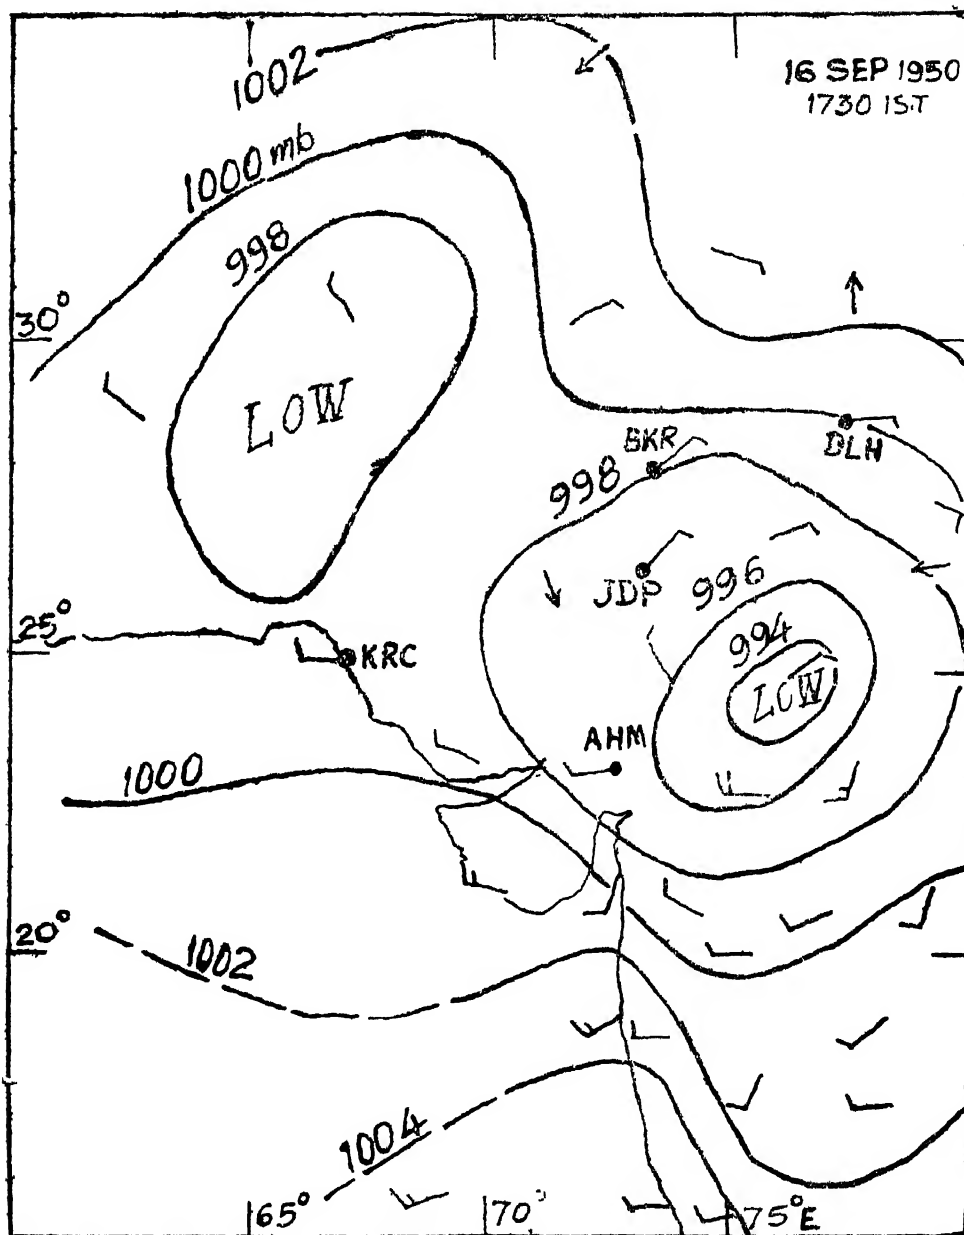 16 SEP 1950
1730 IST
1002
1000 mb
998
30°
LOW
BKR
DLH
998
JDP
996
25°
994
KRC
LOW
AHM
1000
20°
1002
1004
65°
70°
75°E